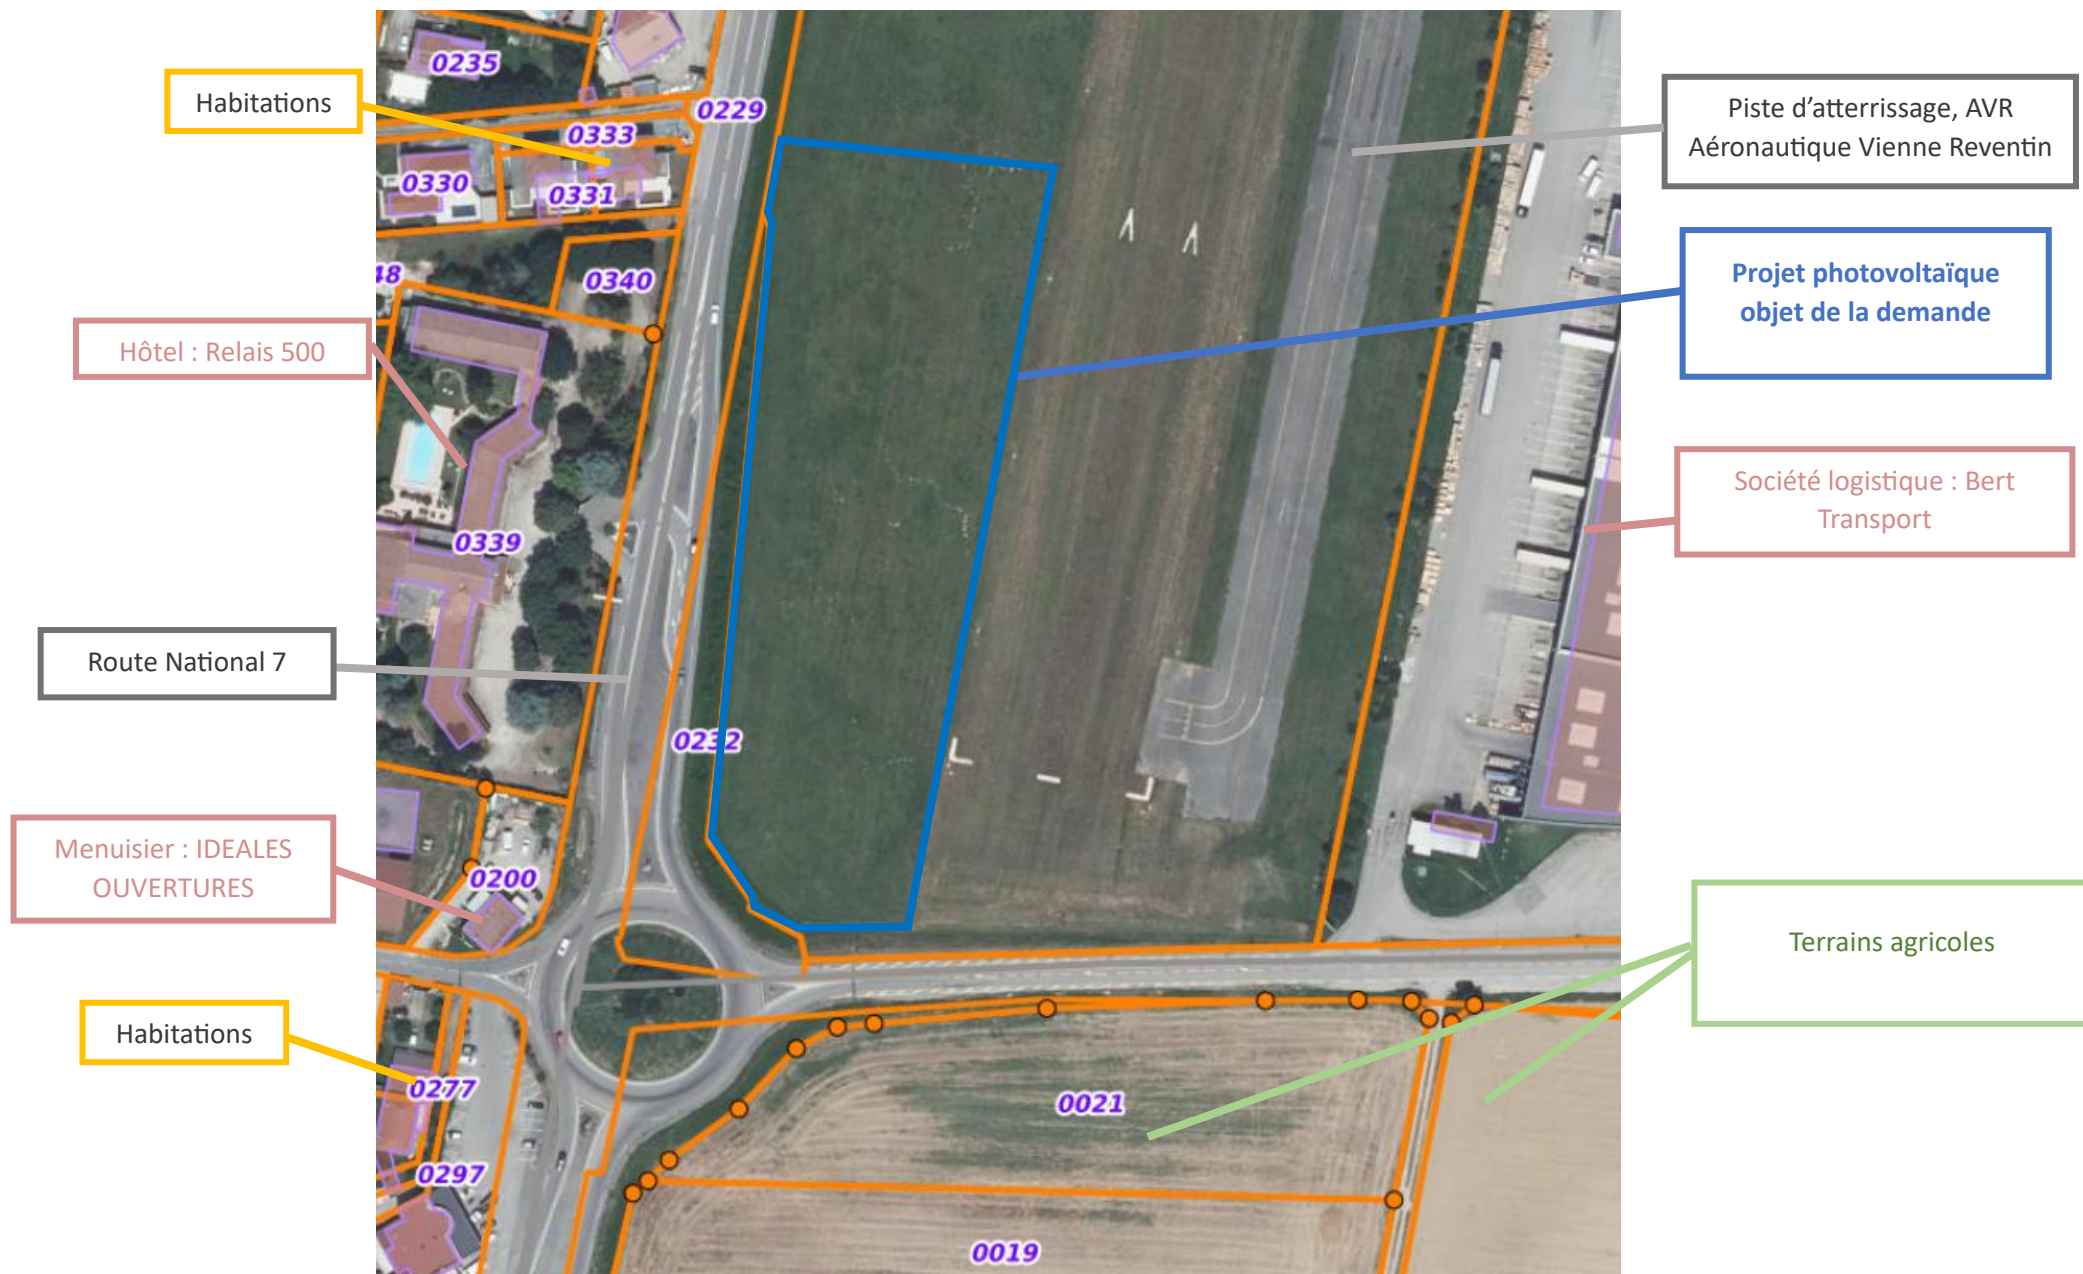 0235
Habitations
0229
0333
0330
0331
Piste d’atterrissage, AVR
Aéronautique Vienne Reventin
48
0340
Projet photovoltaïque
objet de la demande
Hôtel : Relais 500
Société logistique : Bert
Transport
0339
Route National 7
0232
Menuisier : IDEALES
OUVERTURES
0200
Terrains agricoles
Habitations
0277
0021
0297
0019